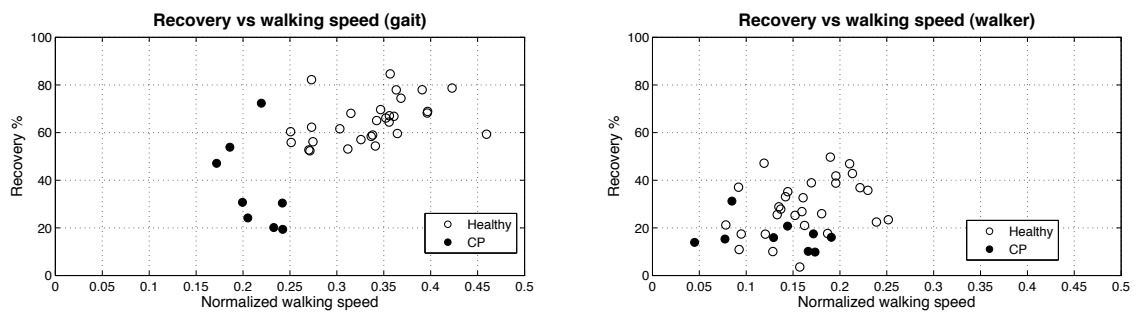 Recovery vs walking speed (gait)
100
80
60
40
20
0
Recovery %
0 0.05 0.1 0.15 0.2 0.25 0.3 0.35 0.4 0.45 0.5
Normalized walking speed
Healthy
CP
Recovery vs walking speed (walker)
100
80
60
40
20
0
Recovery %
0 0.05 0.1 0.15 0.2 0.25 0.3 0.35 0.4 0.45 0.5
Normalized walking speed
Healthy
CP